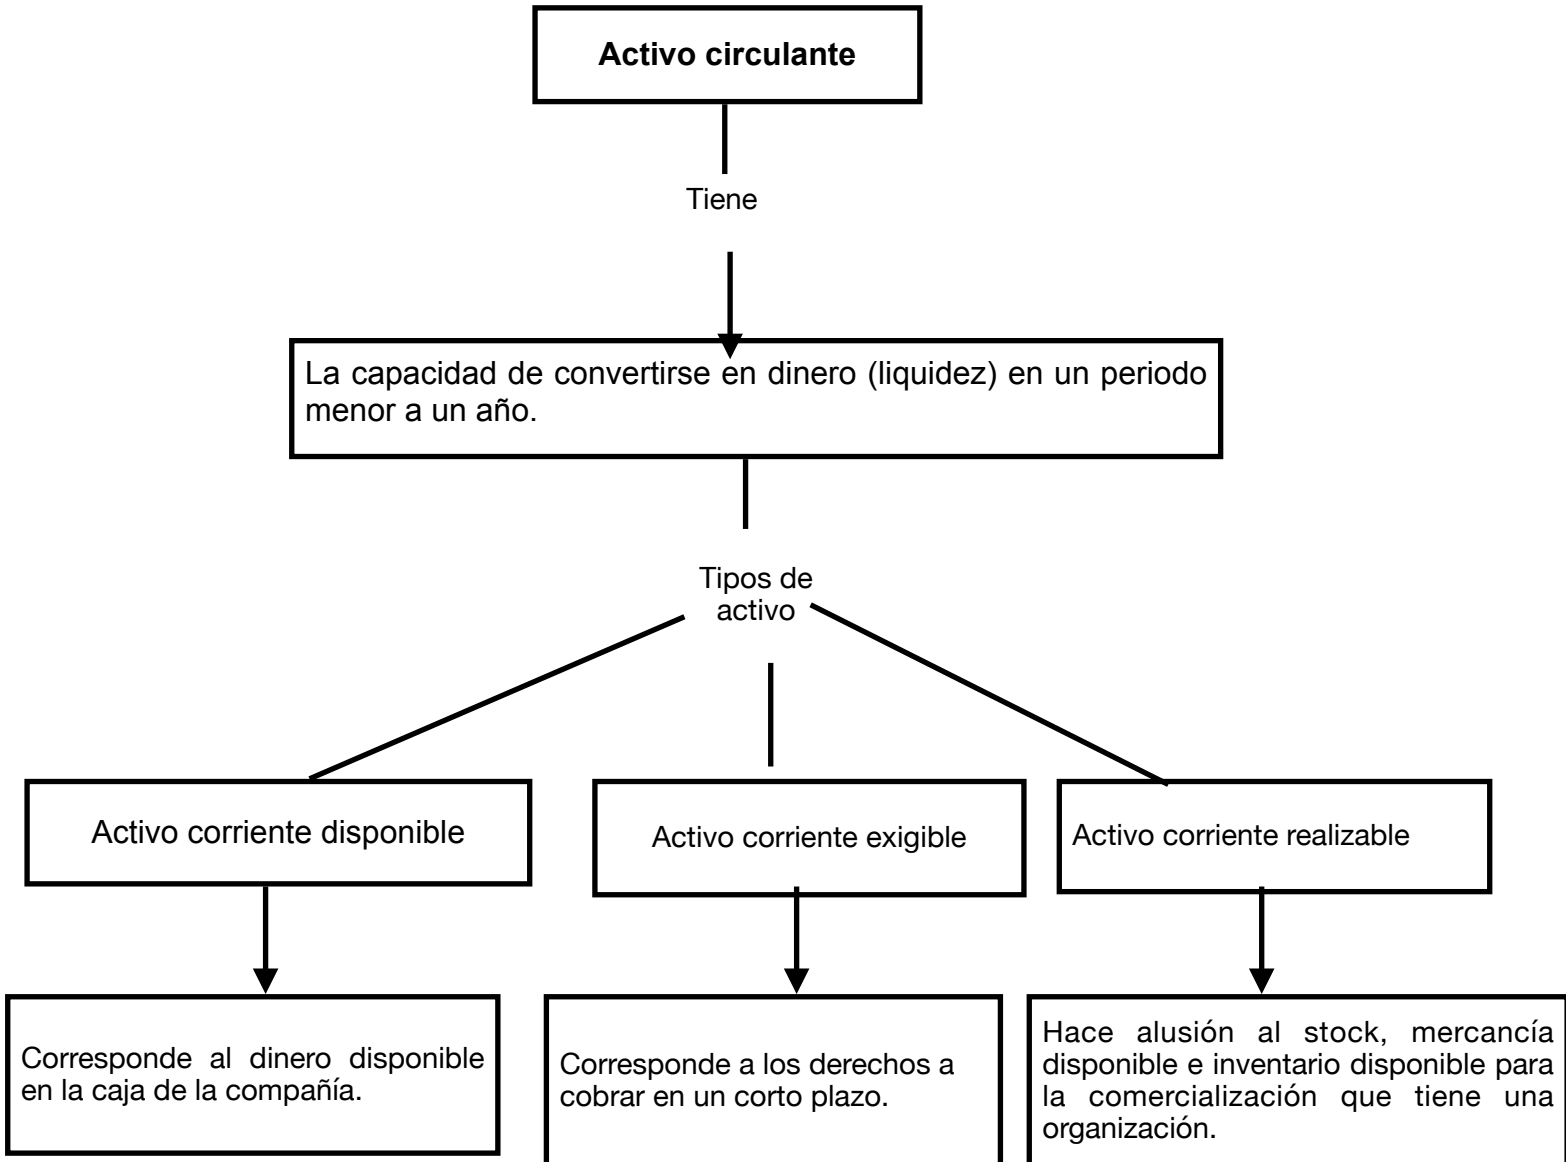 Activo circulante
Tiene
La capacidad de convertirse en dinero (liquidez) en un periodo
menor a un año.
Tipos de
activo
Activo corriente disponible
Activo corriente exigible
Activo corriente realizable
Corresponde al dinero disponible
en la caja de la compañía.
Corresponde a los derechos a
cobrar en un corto plazo.
Hace alusión al stock, mercancía
disponible e inventario disponible para
la comercialización que tiene una
organización.